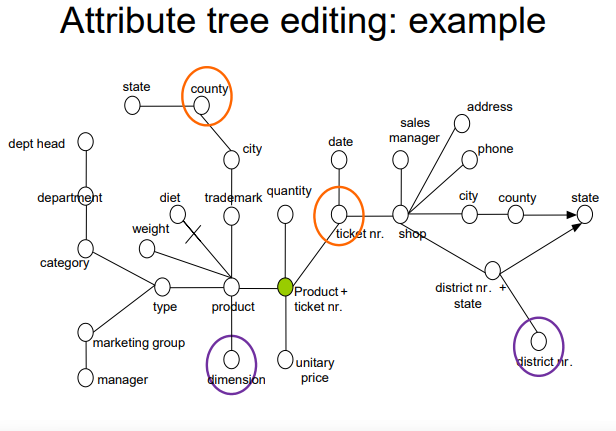 Attribute tree editing: example
state
county
address
sales
manager
dept head
city
date
phone
department
diet
trademark
quantity
city
county
state
weight
ticket nr.
shop
category
type
product
Product +
ticket nr.
district nr. +
state
marketing group
manager
dimension
unitary
price
district nr.